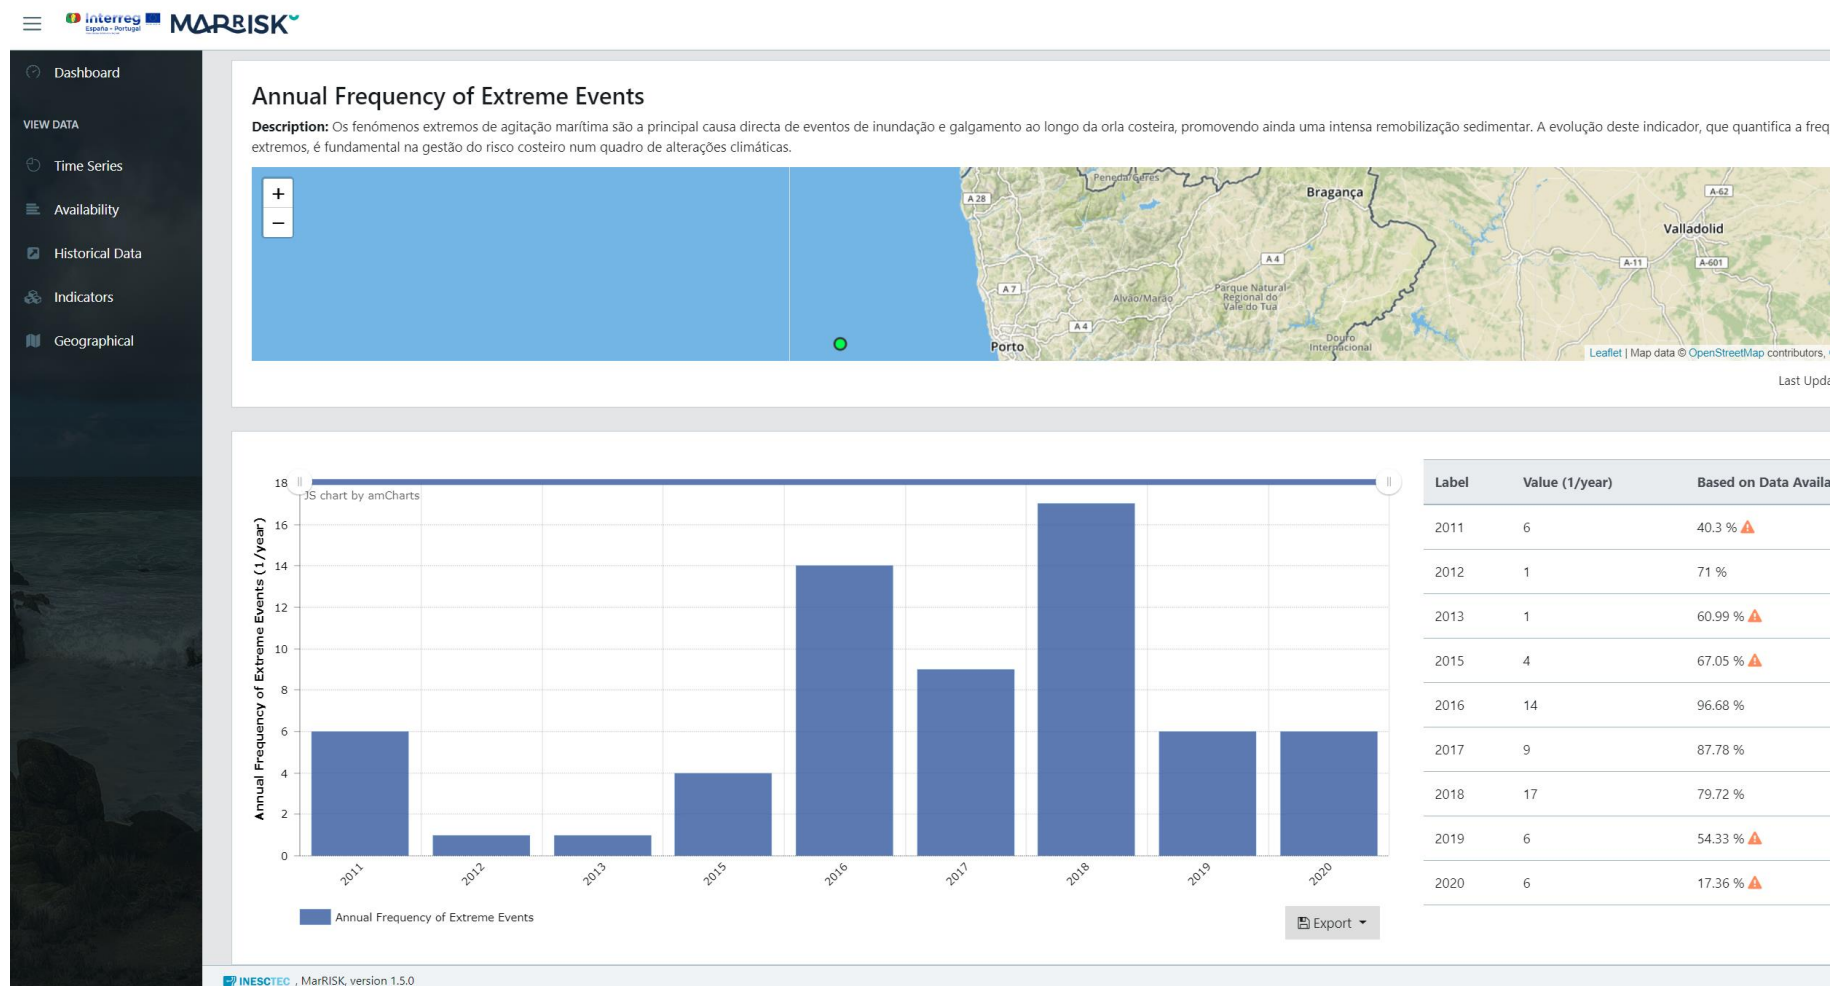 Interreg
España - Portugal
MARRISK
Dashboard
VIEW DATA
Time Series
Availability
Historical Data
Indicators
Geographical
Annual Frequency of Extreme Events
Description: Os fenómenos extremos de agitação marítima são a principal causa directa de eventos de inundação e galgamento ao longo da orla costeira, promovendo ainda uma intensa remobilização sedimentar. A evolução deste indicador, que quantifica a freq
extremos, é fundamental na gestão do risco costeiro num quadro de alterações climáticas.
+
−
Peneda-Gerês
A 28
Bragança
A-62
Valladolid
A 4
A-11
A-601
A 7
Alvão/Marão
Parque Natural
Regional do
Vale do Tua
A 4
Porto
Douro
Internacional
Leaflet | Map data © OpenStreetMap contributors,
Last Upda
JS chart by amCharts
Annual Frequency of Extreme Events (1/year)
18
16
14
12
10
8
6
4
2
0
2011 2012 2013 2015 2016 2017 2018 2019 2020
Annual Frequency of Extreme Events
Export
Label Value (1/year) Based on Data Availa
2011 6 40.3 %
2012 1 71 %
2013 1 60.99 %
2015 4 67.05 %
2016 14 96.68 %
2017 9 87.78 %
2018 17 79.72 %
2019 6 54.33 %
2020 6 17.36 %
INESCTEC , MarRISK, version 1.5.0